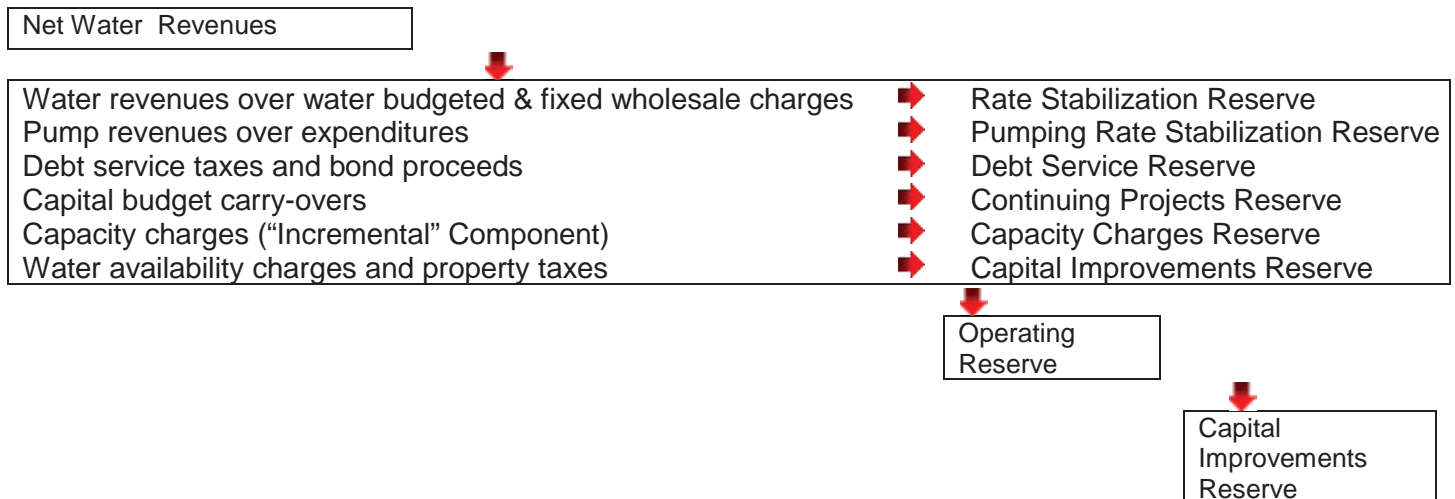 Net Water Revenues
Water revenues over water budgeted & fixed wholesale charges Rate Stabilization Reserve
Pump revenues over expenditures Pumping Rate Stabilization Reserve
Debt service taxes and bond proceeds Debt Service Reserve
Capital budget carry-overs Continuing Projects Reserve
Capacity charges (“Incremental” Component) Capacity Charges Reserve
Water availability charges and property taxes Capital Improvements Reserve
Operating
Reserve
Capital
Improvements
Reserve